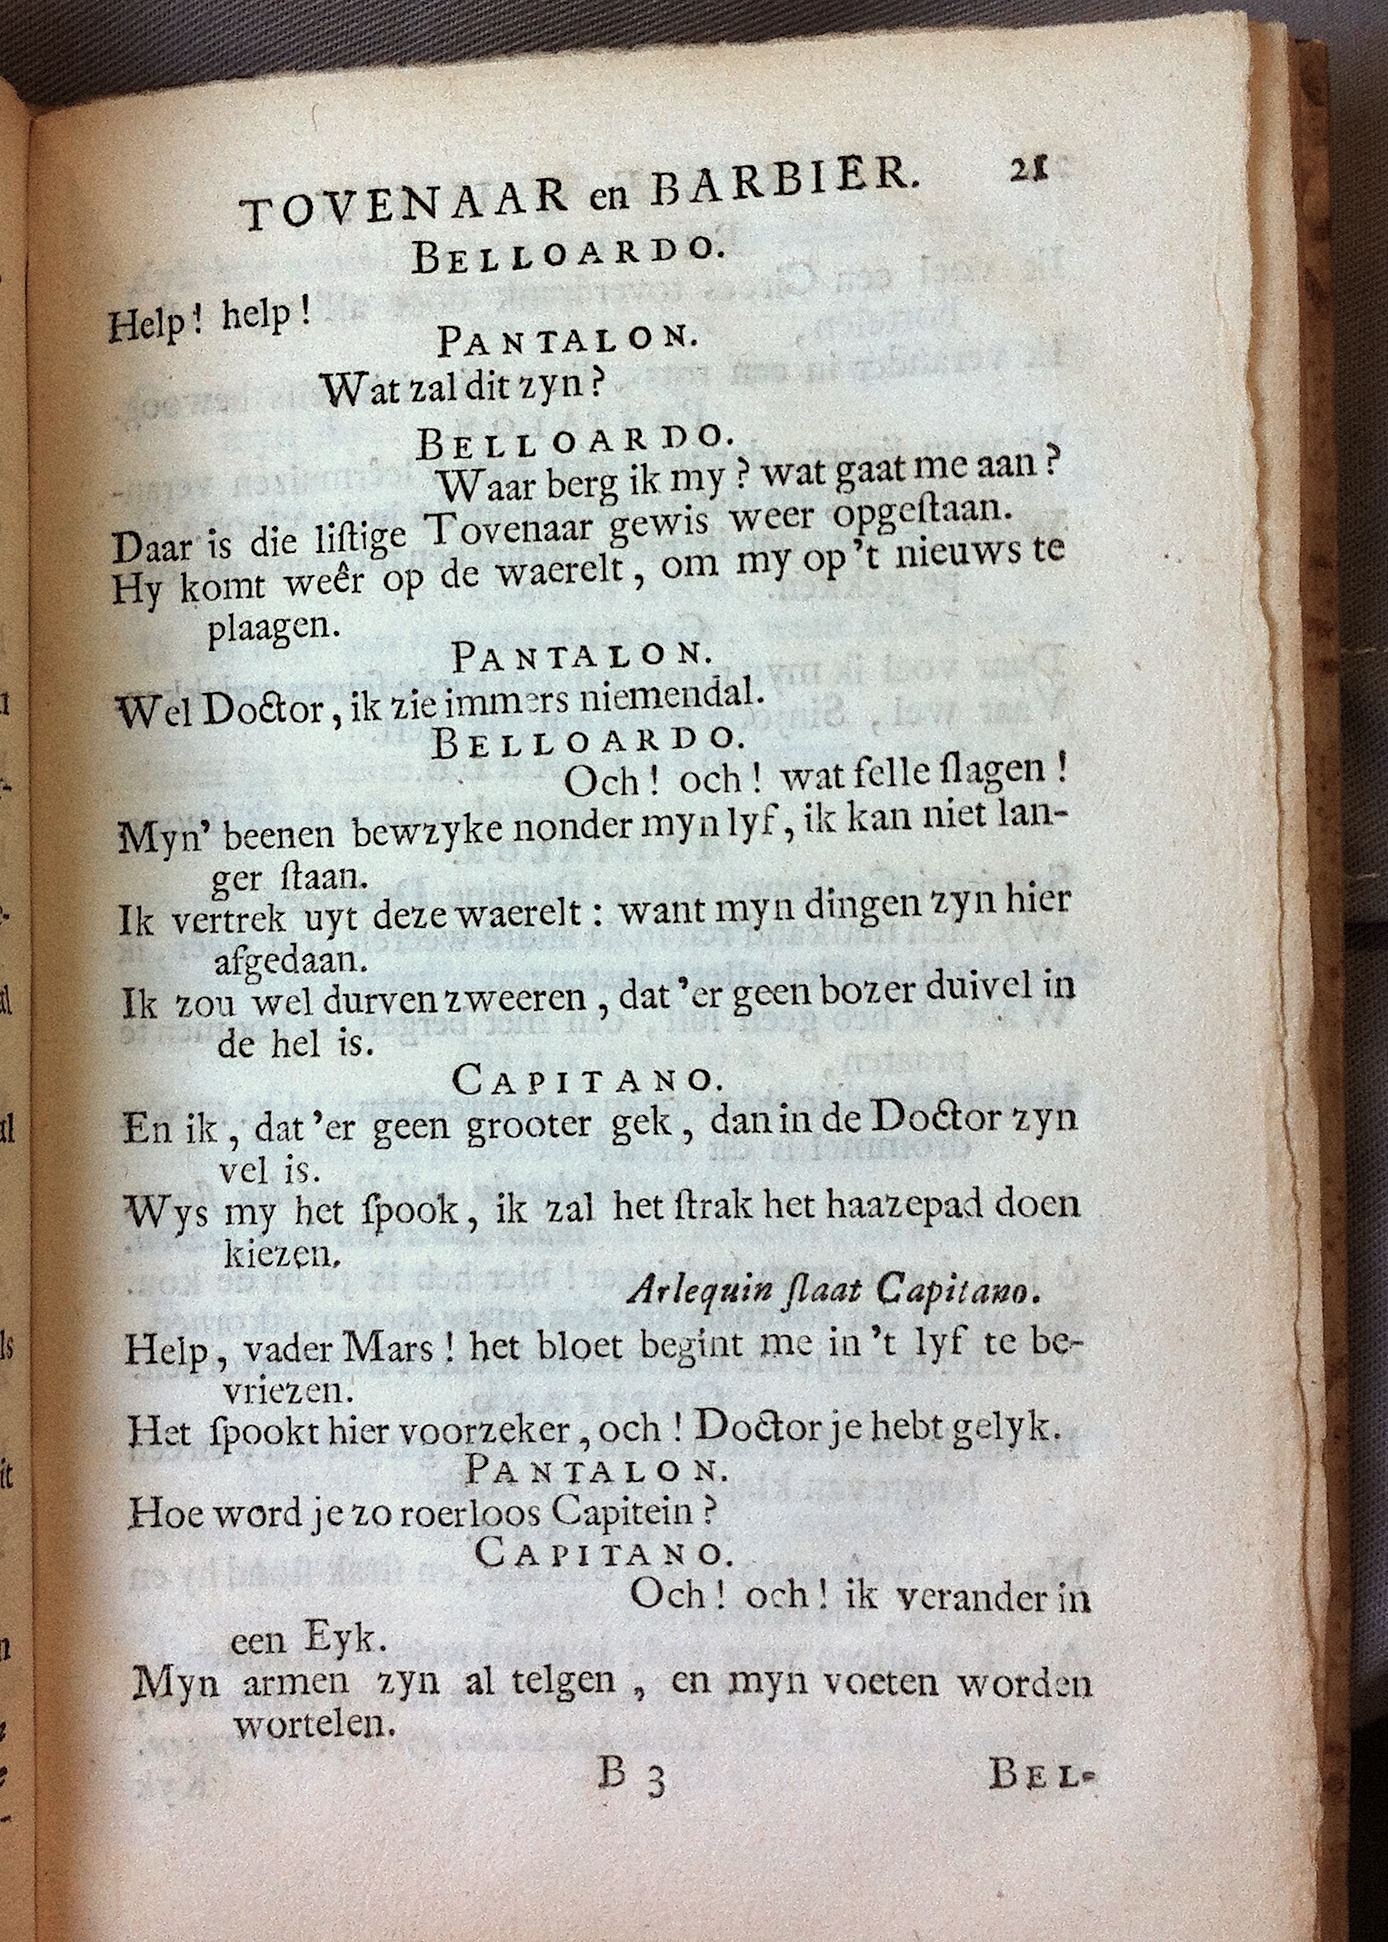 TOVENAAR en BARBIER. 21
BELLOARDO.
Help! help!
PANTALON.
Wat zal dit zyn?
BELLOARDO.
Waar berg ik my? wat gaat me aan?
Daar is die liſtige Tovenaar gewis weer opgeſtaan.
Hy komt weêr op de waerelt, om my op 't nieuws te
plaagen.
PANTALON.
Wel Doctor, ik zie immers niemendal.
BELLOARDO.
Och! och! wat felle ſlagen!
Myn' beenen bewzyke nonder myn lyf, ik kan niet lan-
ger ſtaan.
Ik vertrek uyt deze waerelt: want myn dingen zyn hier
afgedaan.
Ik zou wel durven zweeren, dat 'er geen bozer duivel in
de hel is.
CAPITANO.
En ik, dat 'er geen grooter gek, dan in de Doctor zyn
vel is.
Wys my het ſpook, ik zal het ſtrak het haazepad doen
kiezen.
Arlequin ſlaat Capitano.
Help, vader Mars! het bloet begint me in 't lyf te be-
vriezen.
Het ſpookt hier voorzeker, och! Doctor je hebt gelyk.
PANTALON.
Hoe word je zo roerloos Capitein?
CAPITANO.
Och! och! ik verander in
een Eyk.
Myn armen zyn al telgen, en myn voeten worden
wortelen.
B 3 BEL-